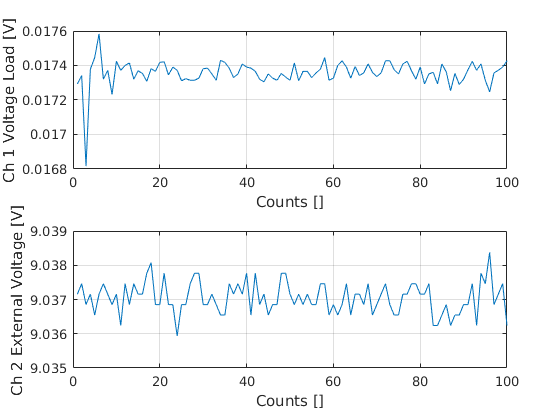 Ch 1 Voltage Load [V]
0.0176
0.0174
0.0172
0.017
0.0168
0 20 40 60 80 100
Counts []
Ch 2 External Voltage [V]
9.039
9.038
9.037
9.036
9.035
0 20 40 60 80 100
Counts []